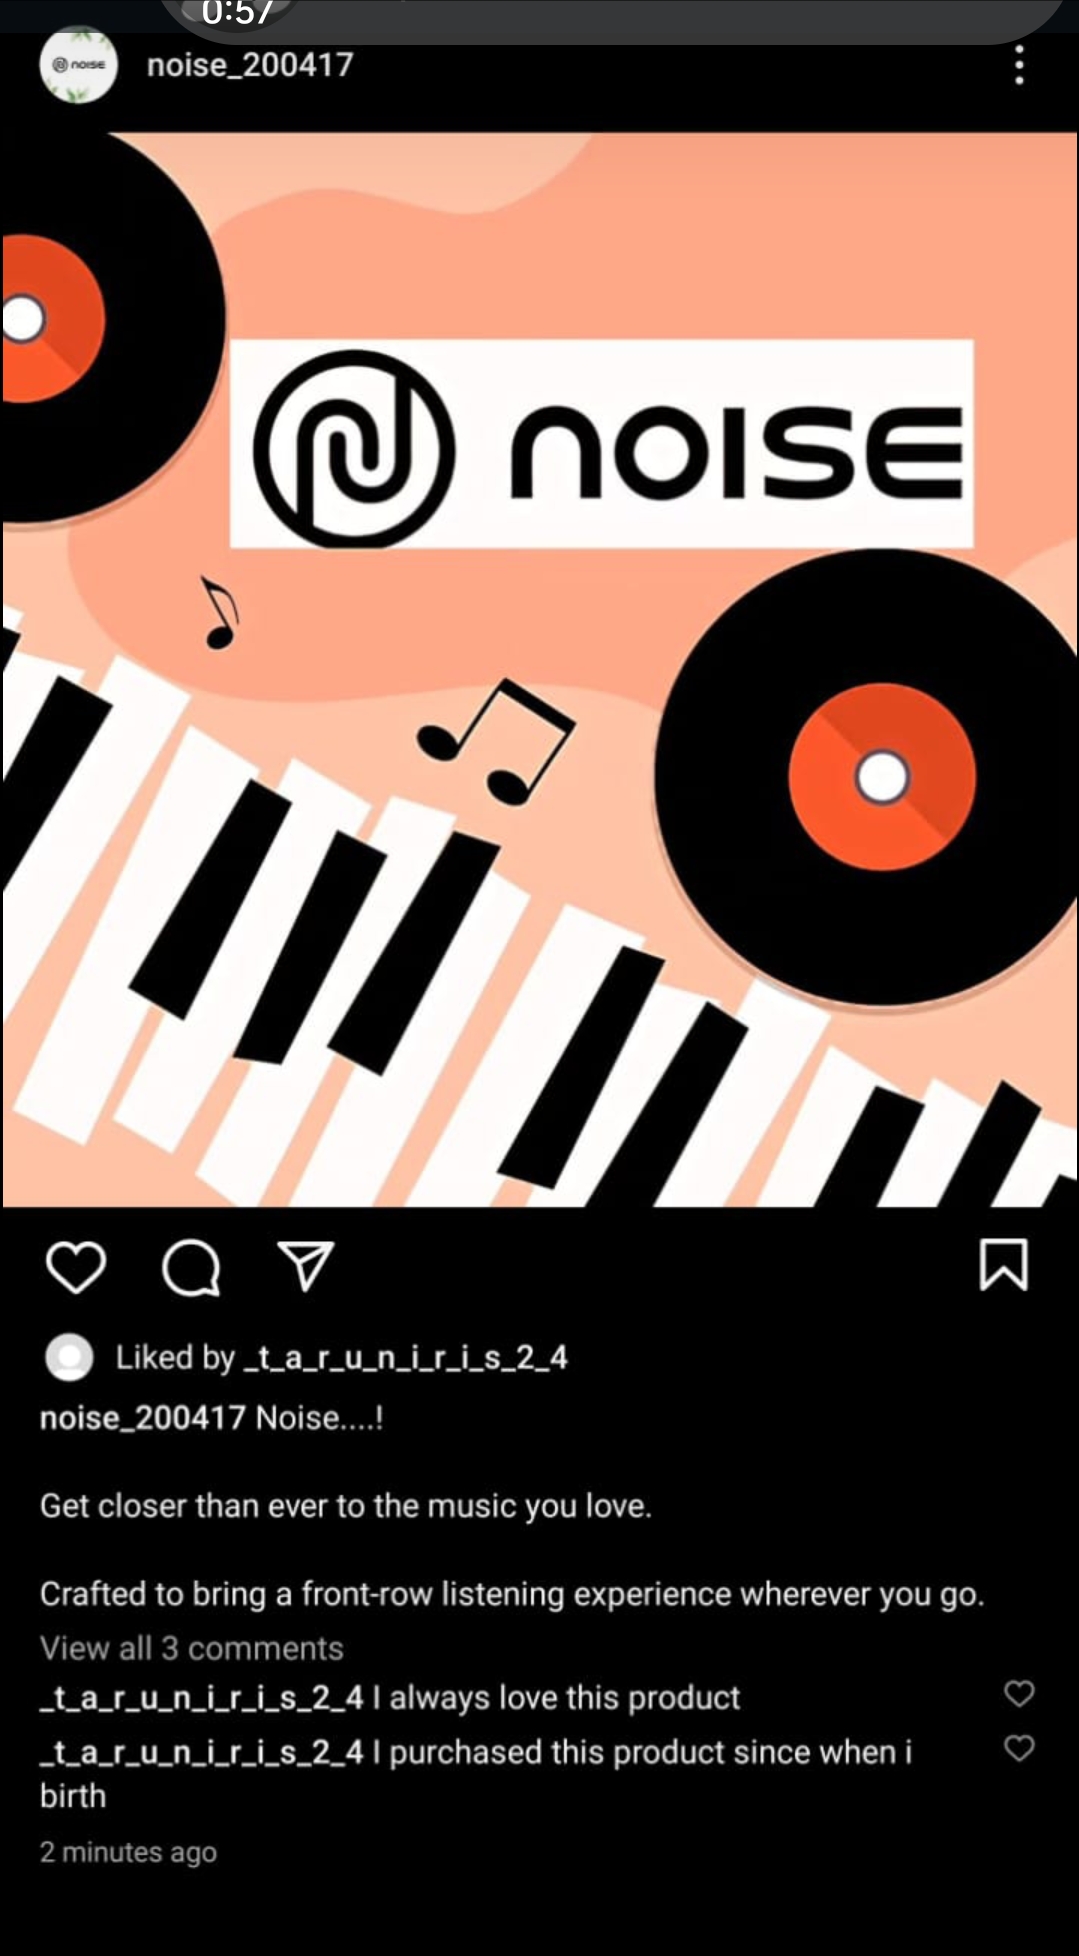 0:57
noise_200417
NOISE
NOISE
Liked by _t_a_r_u_n_i_r_i_s_2_4
noise_200417 Noise....!
Get closer than ever to the music you love.
Crafted to bring a front-row listening experience wherever you go.
View all 3 comments
_t_a_r_u_n_i_r_i_s_2_4 I always love this product
_t_a_r_u_n_i_r_i_s_2_4 I purchased this product since when i
birth
2 minutes ago